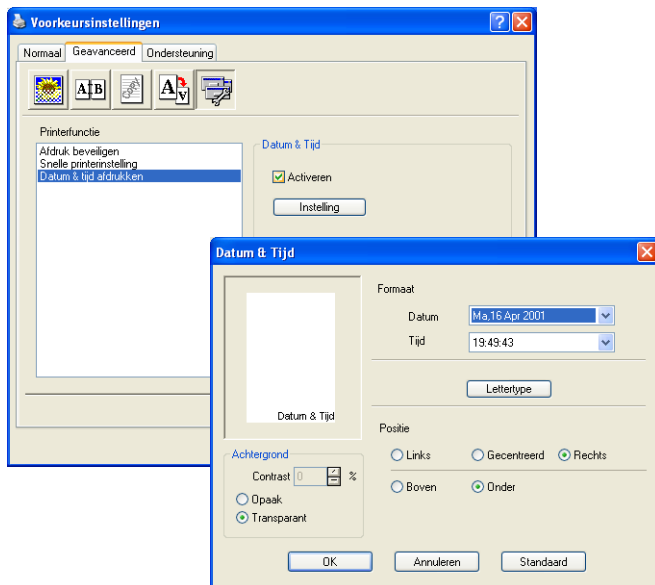 Voorkeursinstellingen
Normaal Geavanceerd Ondersteuning
A B
A V
Printerfunctie
Afdruk beveiligen
Snelle printerinstelling
Datum & tijd afdrukken
Datum & Tijd
Activeren
Instelling
Datum & Tijd
Datum & Tijd
Formaat
Datum Ma,16 Apr 2001
Tijd 19:49:43
Lettertype
Positie
Links Gecentreerd Rechts
Boven Onder
Achtergrond
Contrast 0 %
Opaak
Transparant
OK Annuleren Standaard